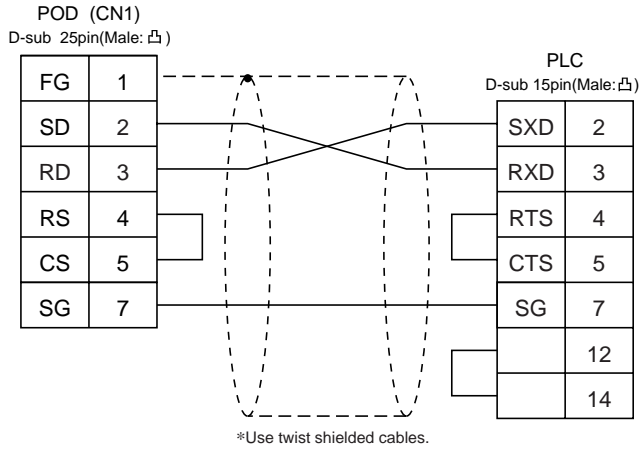 POD (CN1)
D-sub 25pin(Male: 凸 )
FG 1
SD 2
RD 3
RS 4
CS 5
SG 7
PLC
D-sub 15pin(Male: 凸 )
SXD 2
RXD 3
RTS 4
CTS 5
SG 7
12
14
*Use twist shielded cables.